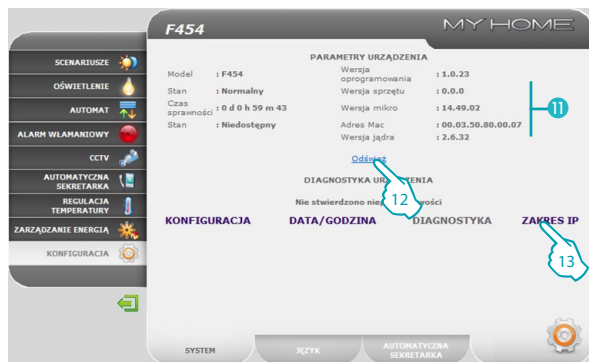 F454
MY HOME
SCENARIUSZE
OŚWIETLENIE
AUTOMAT
ALARM WŁAMANIOWY
CCTV
AUTOMATYCZNA
SEKRETARKA
REGULACJA
TEMPERATURY
ZARZĄDZANIE ENERGIĄ
KONFIGURACJA
PARAMETRY URZĄDZENIA
Model : F454
Wersja
oprogramowania : 1.0.23
Stan : Normalny
Wersja sprzętu : 0.0.0
Czas
sprawności : 0 d 0 h 59 m 43
Wersja mikro : 14.49.02
Stan : Niedostępny
Adres Mac : 00.03.50.80.00.07
Wersja jądra : 2.6.32
11
Odśwież
12
DIAGNOSTYKA URZĄDZENIA
Nie stwierdzono
KONFIGURACJA DATA/GODZINA DIAGNOSTYKA ZAKRES IP
13
SYSTEM JĘZYK AUTOMATYCZNA
SEKRETARKA